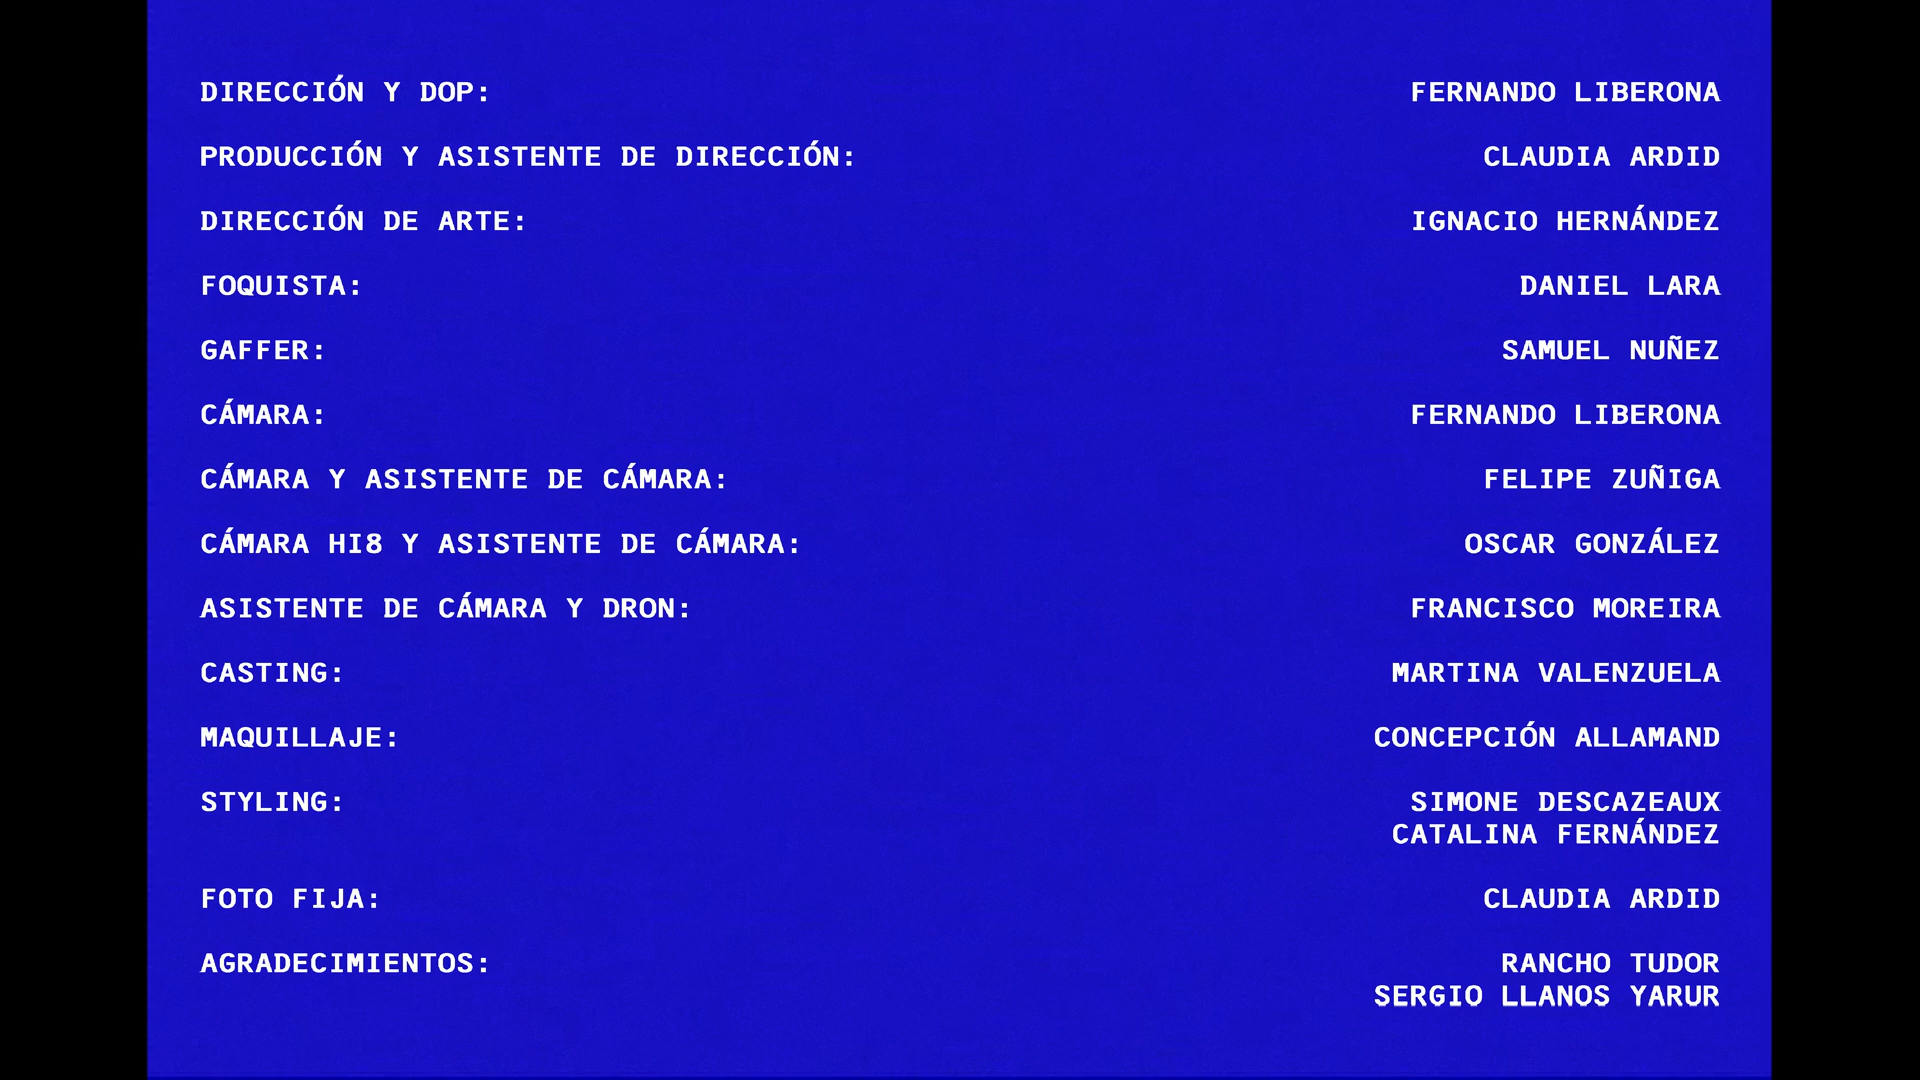 DIRECCIÓN Y DOP: FERNANDO LIBERONA
PRODUCCIÓN Y ASISTENTE DE DIRECCIÓN: CLAUDIA ARDID
DIRECCIÓN DE ARTE: IGNACIO HERNÁNDEZ
FOQUISTA: DANIEL LARA
GAFFER: SAMUEL NUÑEZ
CÁMARA: FERNANDO LIBERONA
CÁMARA Y ASISTENTE DE CÁMARA: FELIPE ZUÑIGA
CÁMARA HI8 Y ASISTENTE DE CÁMARA: OSCAR GONZÁLEZ
ASISTENTE DE CÁMARA Y DRON: FRANCISCO MOREIRA
CASTING: MARTINA VALENZUELA
MAQUILLAJE: CONCEPCIÓN ALLAMAND
STYLING: SIMONE DESCAZEAUX
CATALINA FERNÁNDEZ
FOTO FIJA: CLAUDIA ARDID
AGRADECIMIENTOS: RANCHO TUDOR
SERGIO LLANOS YARUR